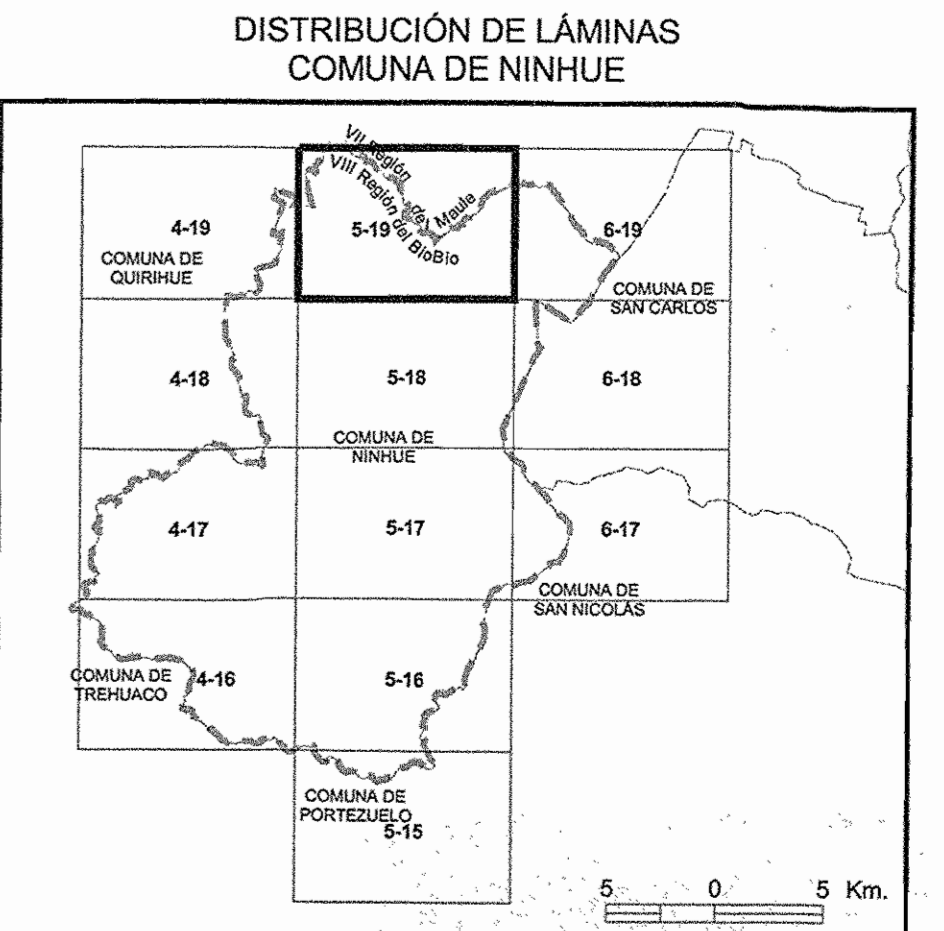 DISTRIBUCIÓN DE LÁMINAS
COMUNA DE NINHUE
VII Región del Maule
VIII Región del BioBio
4-19
5-19
6-19
COMUNA DE
QUIRIHUE
COMUNA DE
SAN CARLOS
4-18
5-18
6-18
COMUNA DE
NINHUE
4-17
5-17
6-17
COMUNA DE
SAN NICOLAS
COMUNA DE
TREHUACO
4-16
5-16
COMUNA DE
PORTEZUELO
5-15
5 0 5 Km.